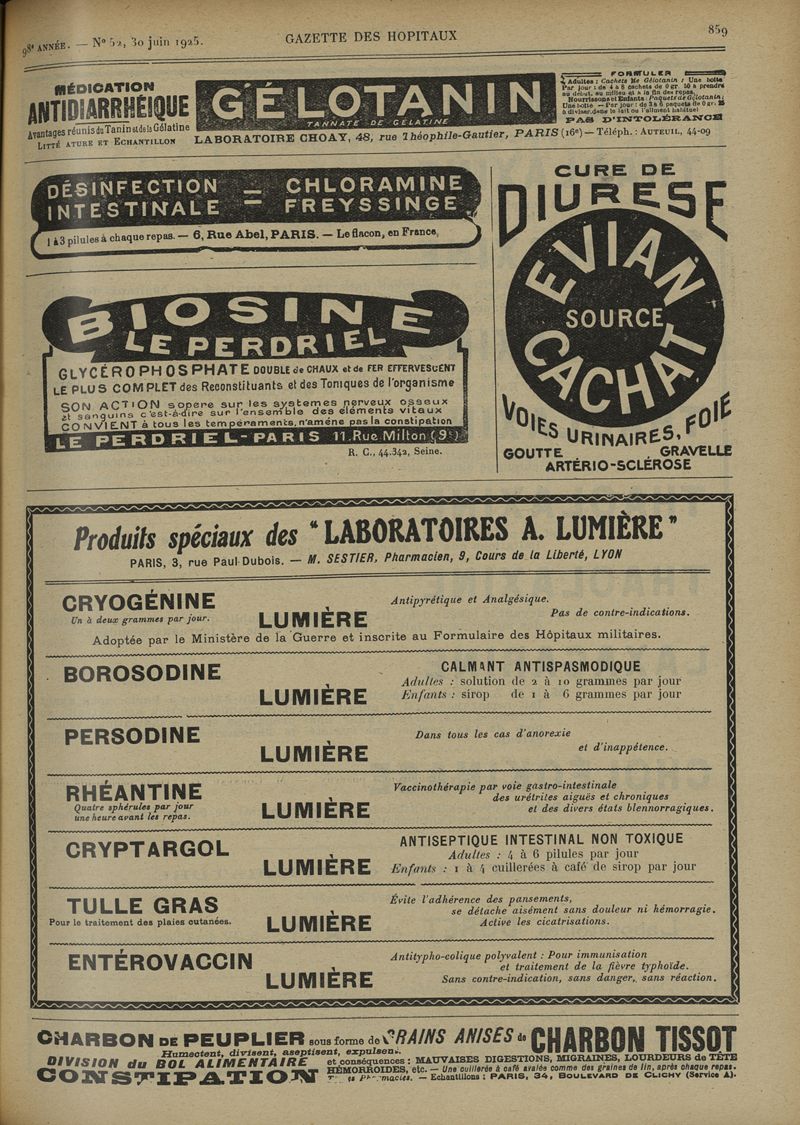 98e ANNÉE. — No 52, 30 juin 1925.
GAZETTE DES HOPITAUX
859
MÉDICATION
ANTIDIARRHÉIQUE
Avantages réunis du Tanin et de la Gélatine
LITTÉ ATURE ET ECHANTILLON
GÉLOTANIN
TANNATE DE GÉLATINE
FORMULER
Adultes : Cachets de Gélotanin : Une boîte
Par jour : de 4 à 8 cachets de 0 gr. 50 à prendre
au début, au milieu et à la fin des repas.
Nourrissons et Enfants : Paquets de Gélotanin :
Une boîte — Par jour : de 3 à 6 paquets de 0 gr. 25
à diviser dans le lait ou l'aliment habituel
PAS D'INTOLÉRANCE
LABORATOIRE CHOAY, 48, rue Théophile-Gautier, PARIS (16e) — Téléph. : AUTEUIL, 44-09
DÉSINFECTION = CHLORAMINE
INTESTINALE = FREYSSINGE
1 à 3 pilules à chaque repas. — 6, Rue Abel, PARIS. — Le flacon, en France,
BIOSINE
LE PERDRIEL
GLYCÉROPHOSPHATE DOUBLE de CHAUX et de FER EFFERVESCENT
LE PLUS COMPLET des Reconstituants et des Toniques de l'organisme
SON ACTION s'opère sur les systèmes nerveux osseux
et sanguins c'est-à-dire sur l'ensemble des éléments vitaux
CONVIENT à tous les tempéraments, n'amène pas la constipation
LE PERDRIEL-PARIS 11, Rue Milton (9e)
R. C., 44.342, Seine.
CURE DE
DIURESE
EVIAN
SOURCE
CACHAT
VOIES URINAIRES, FOIE
GOUTTE GRAVELLE
ARTÉRIO-SCLÉROSE
Produits spéciaux des "LABORATOIRES A. LUMIÈRE"
PARIS, 3, rue Paul-Dubois. — M. SESTIER, Pharmacien, 9, Cours de la Liberté, LYON
CRYOGÉNINE
Un à deux grammes par jour.
LUMIÈRE
Antipyrétique et Analgésique.
Pas de contre-indications.
Adoptée par le Ministère de la Guerre et inscrite au Formulaire des Hôpitaux militaires.
BOROSODINE
LUMIÈRE
CALMANT ANTISPASMODIQUE
Adultes : solution de 2 à 10 grammes par jour
Enfants : sirop de 1 à 6 grammes par jour
PERSODINE
LUMIÈRE
Dans tous les cas d'anorexie
et d'inappétence.
RHÉANTINE
Quatre sphérules par jour
une heure avant les repas.
LUMIÈRE
Vaccinothérapie par voie gastro-intestinale
des urétrites aiguës et chroniques
et des divers états blennorragiques.
CRYPTARGOL
LUMIÈRE
ANTISEPTIQUE INTESTINAL NON TOXIQUE
Adultes : 4 à 6 pilules par jour
Enfants : 1 à 4 cuillerées à café de sirop par jour
TULLE GRAS
Pour le traitement des plaies cutanées.
LUMIÈRE
Évite l'adhérence des pansements,
se détache aisément sans douleur ni hémorragie.
Active les cicatrisations.
ENTÉROVACCIN
LUMIÈRE
Antitypho-colique polyvalent : Pour immunisation
et traitement de la fièvre typhoïde.
Sans contre-indication, sans danger, sans réaction.
CHARBON DE PEUPLIER sous forme de GRAINS ANISÉS de CHARBON TISSOT
Humectent, divisent, aseptisent, expulsent.
DIVISION du BOL ALIMENTAIRE et conséquences : MAUVAISES DIGESTIONS, MIGRAINES, LOURDEURS de TÊTE
CONSTIPATION HÉMORROIDES, etc. — Une cuillerée à café avalée comme des graines de lin, après chaque repas.
Pharmacies. — Echantillons : PARIS, 34, BOULEVARD DE CLICHY (Service A).